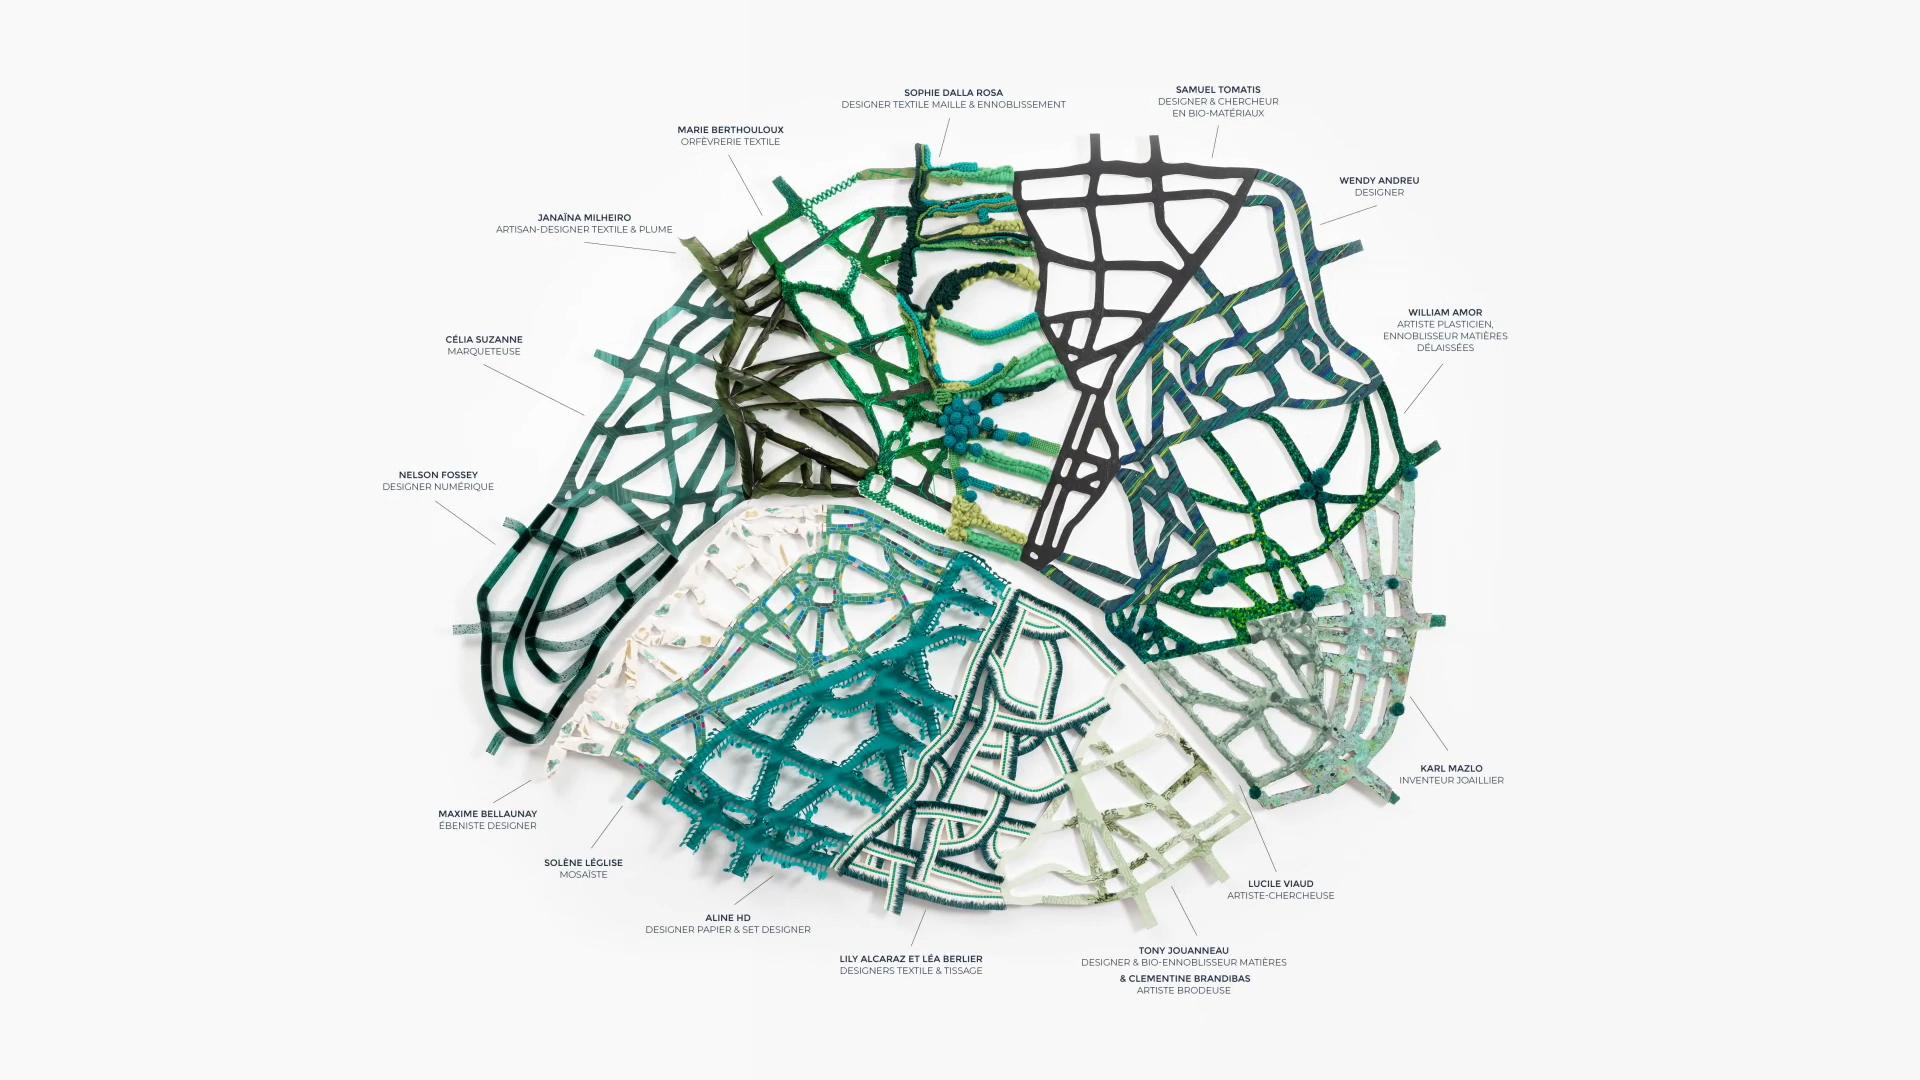 SOPHIE DALLA ROSA
DESIGNER TEXTILE MAILLE & ENNOBLISSEMENT
SAMUEL TOMATIS
DESIGNER & CHERCHEUR
EN BIO-MATÉRIAUX
MARIE BERTHOULOUX
ORFÈVRERIE TEXTILE
WENDY ANDREU
DESIGNER
JANAÏNA MILHEIRO
ARTISAN-DESIGNER TEXTILE & PLUME
WILLIAM AMOR
ARTISTE PLASTICIEN,
ENNOBLISSEUR MATIÈRES
DÉLAISSÉES
CÉLIA SUZANNE
MARQUETEUSE
NELSON FOSSEY
DESIGNER NUMÉRIQUE
KARL MAZLO
INVENTEUR JOAILLIER
MAXIME BELLAUNAY
ÉBENISTE DESIGNER
SOLÈNE LÉGLISE
MOSAÏSTE
LUCILE VIAUD
ARTISTE-CHERCHEUSE
ALINE HD
DESIGNER PAPIER & SET DESIGNER
LILY ALCARAZ ET LÉA BERLIER
DESIGNERS TEXTILE & TISSAGE
TONY JOUANNEAU
DESIGNER & BIO-ENNOBLISSEUR MATIÈRES
& CLEMENTINE BRANDIBAS
ARTISTE BRODEUSE